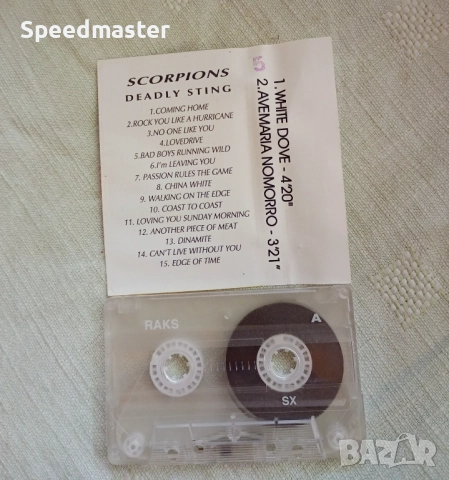 Speedmaster
SCORPIONS
DEADLY STING
1.COMING HOME
2.ROCK YOU LIKE A HURRICANE
3.NO ONE LIKE YOU
4.LOVEDRIVE
5.BAD BOYS RUNNING WILD
6.I'm LEAVING YOU
7. PASSION RULES THE GAME
8. CHINA WHITE
9. WALKING ON THE EDGE
10. COAST TO COAST
11. LOVING YOU SUNDAY MORNING
12. ANOTHER PIECE OF MEAT
13. DINAMITE
14. CAN'T LIVE WITHOUT YOU
15. EDGE OF TIME
1. WHITE DOVE - 4'20"
2. AVEMARIA NOMORRO - 3'21"
RAKS
A
SX
BAZAR
bazar.bg